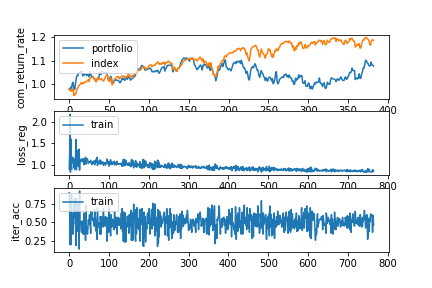 com_return_rate
1.2
1.1
1.0
portfolio
index
0 50 100 150 200 250 300 350 400
loss_reg
2.0
1.5
1.0
train
0 100 200 300 400 500 600 700 800
iter_acc
0.75
0.50
0.25
train
0 100 200 300 400 500 600 700 800